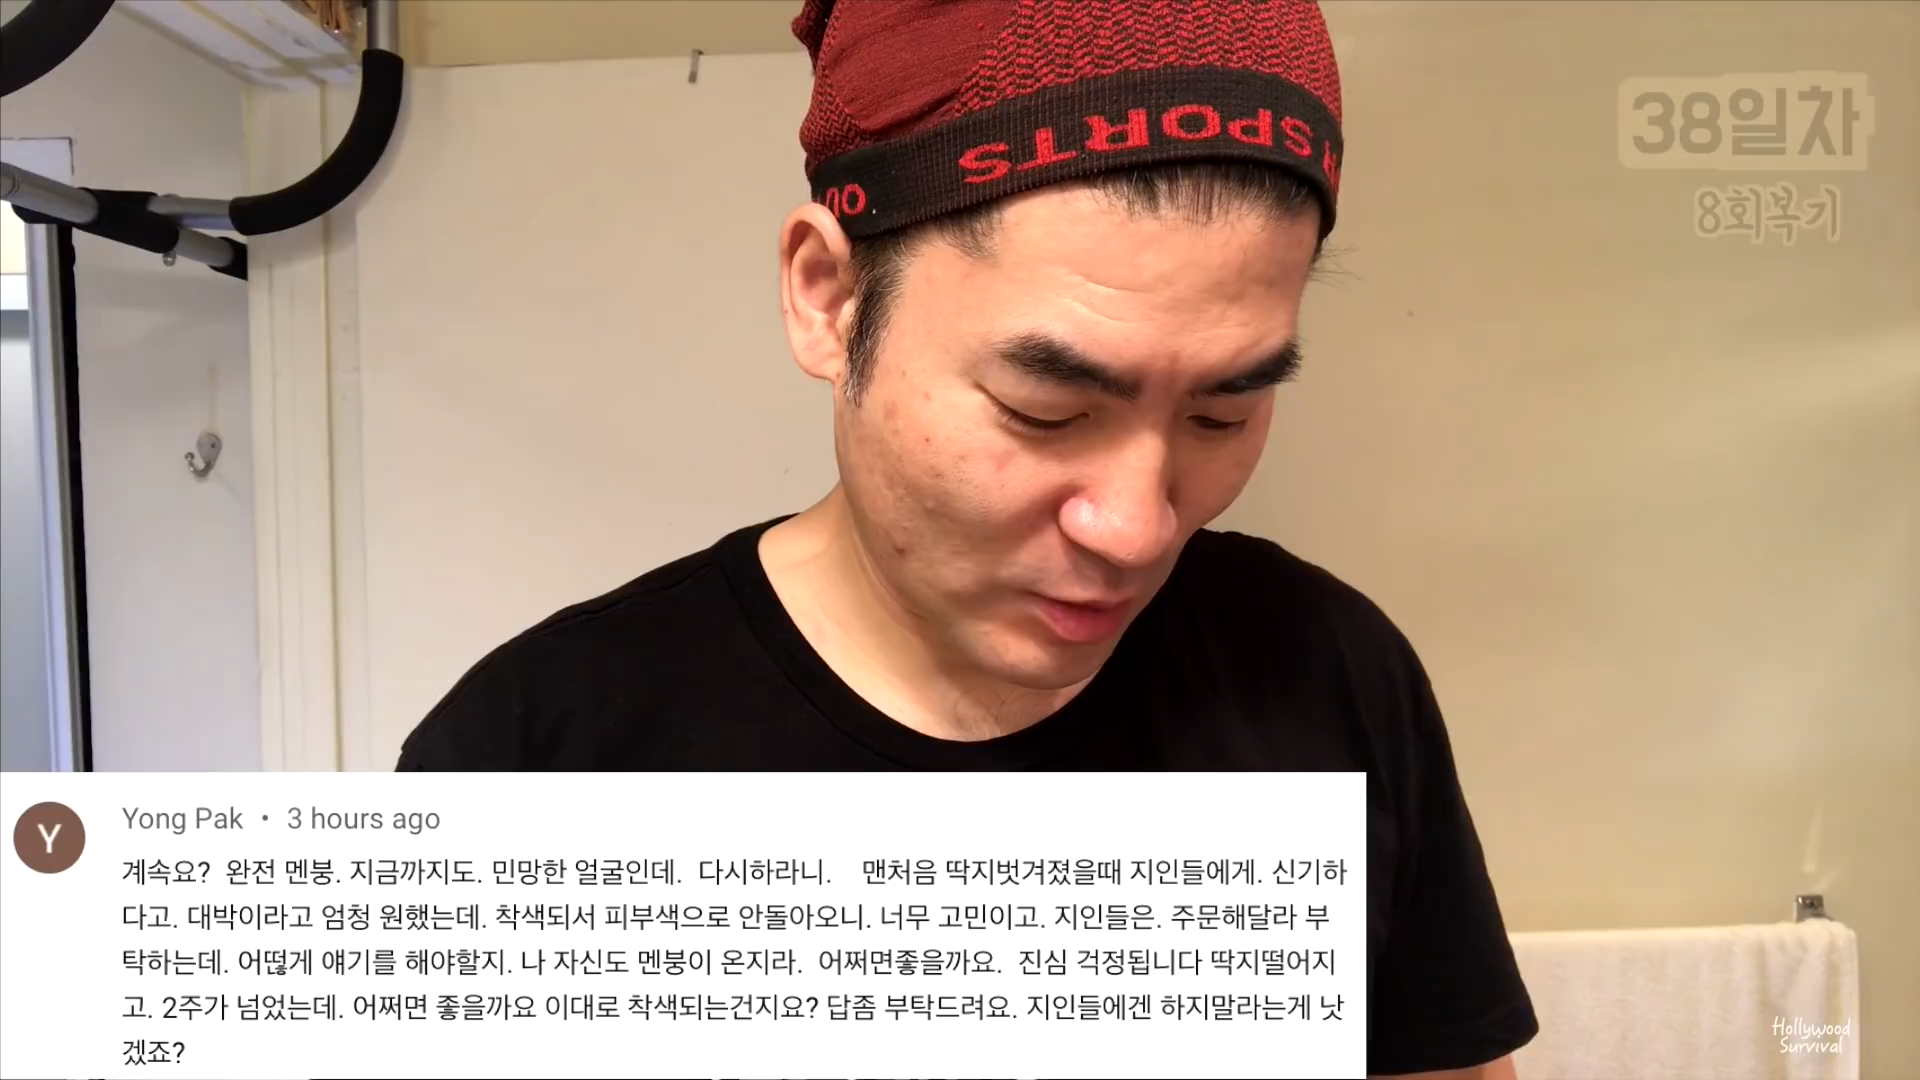 38일차
8회복기
SPORTS
OU
Yong Pak • 3 hours ago
계속요? 완전 멘붕. 지금까지도. 민망한 얼굴인데. 다시하라니. 맨처음 딱지벗겨졌을때 지인들에게. 신기하
다고. 대박이라고 엄청 원했는데. 착색되서 피부색으로 안돌아오니. 너무 고민이고. 지인들은. 주문해달라 부
탁하는데. 어떻게 얘기를 해야할지. 나 자신도 멘붕이 온지라. 어쩌면좋을까요. 진심 걱정됩니다 딱지떨어지
고. 2주가 넘었는데. 어쩌면 좋을까요 이대로 착색되는건지요? 답좀 부탁드려요. 지인들에겐 하지말라는게 낫
겠죠?
Y
Hollywood
Survival